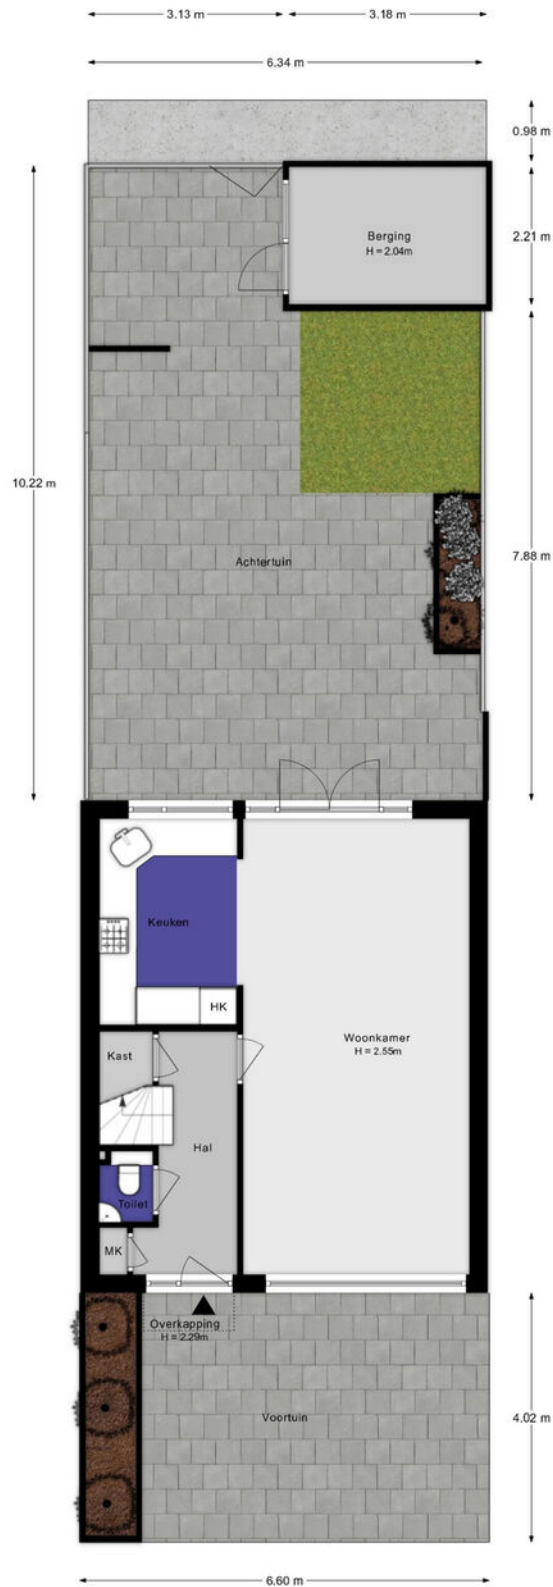 3.13 m
3.18 m
6.34 m
0.98 m
2.21 m
Berging
H = 2.04m
10.22 m
7.88 m
Achtertuin
Keuken
HK
Woonkamer
H = 2.55m
Kast
Hal
Toilet
MK
Overkapping
H = 2.29m
Voortuin
4.02 m
6.60 m